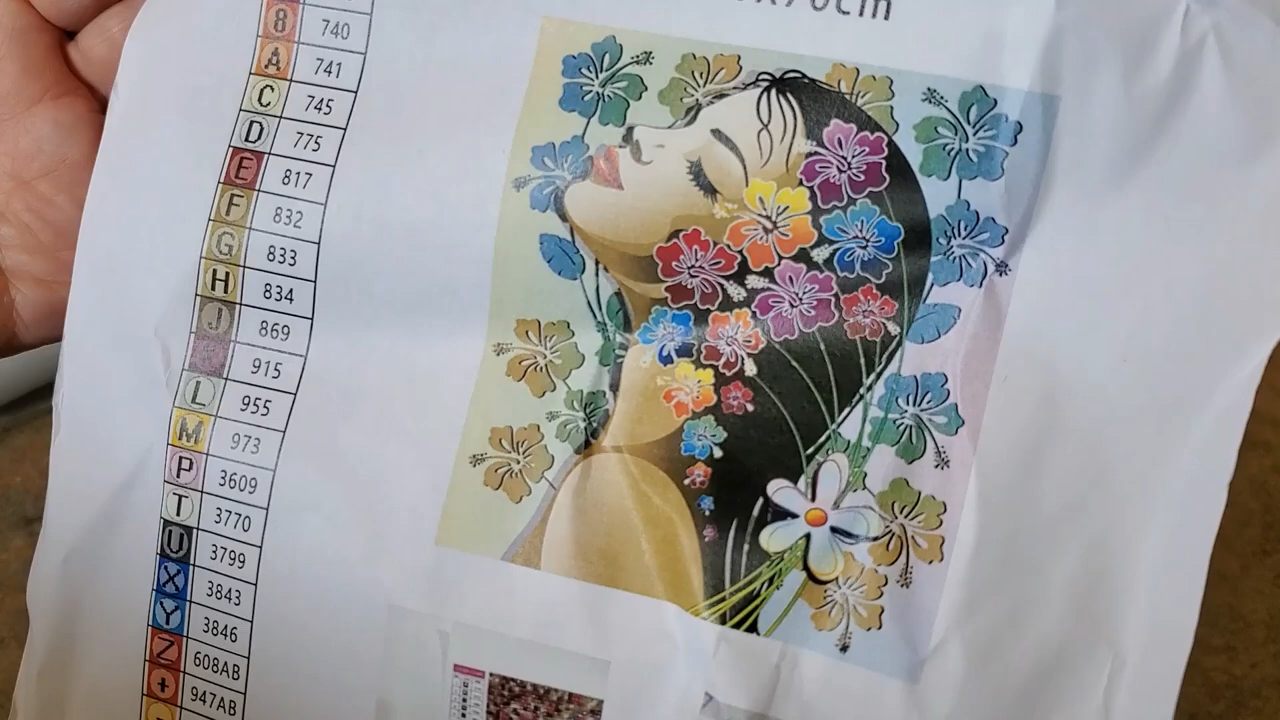 70cm
8 740
A 741
C 745
D 775
E 817
F 832
G 833
H 834
J 869
915
L 955
M 973
P 3609
T 3770
U 3799
X 3843
Y 3846
Z 608AB
+ 947AB